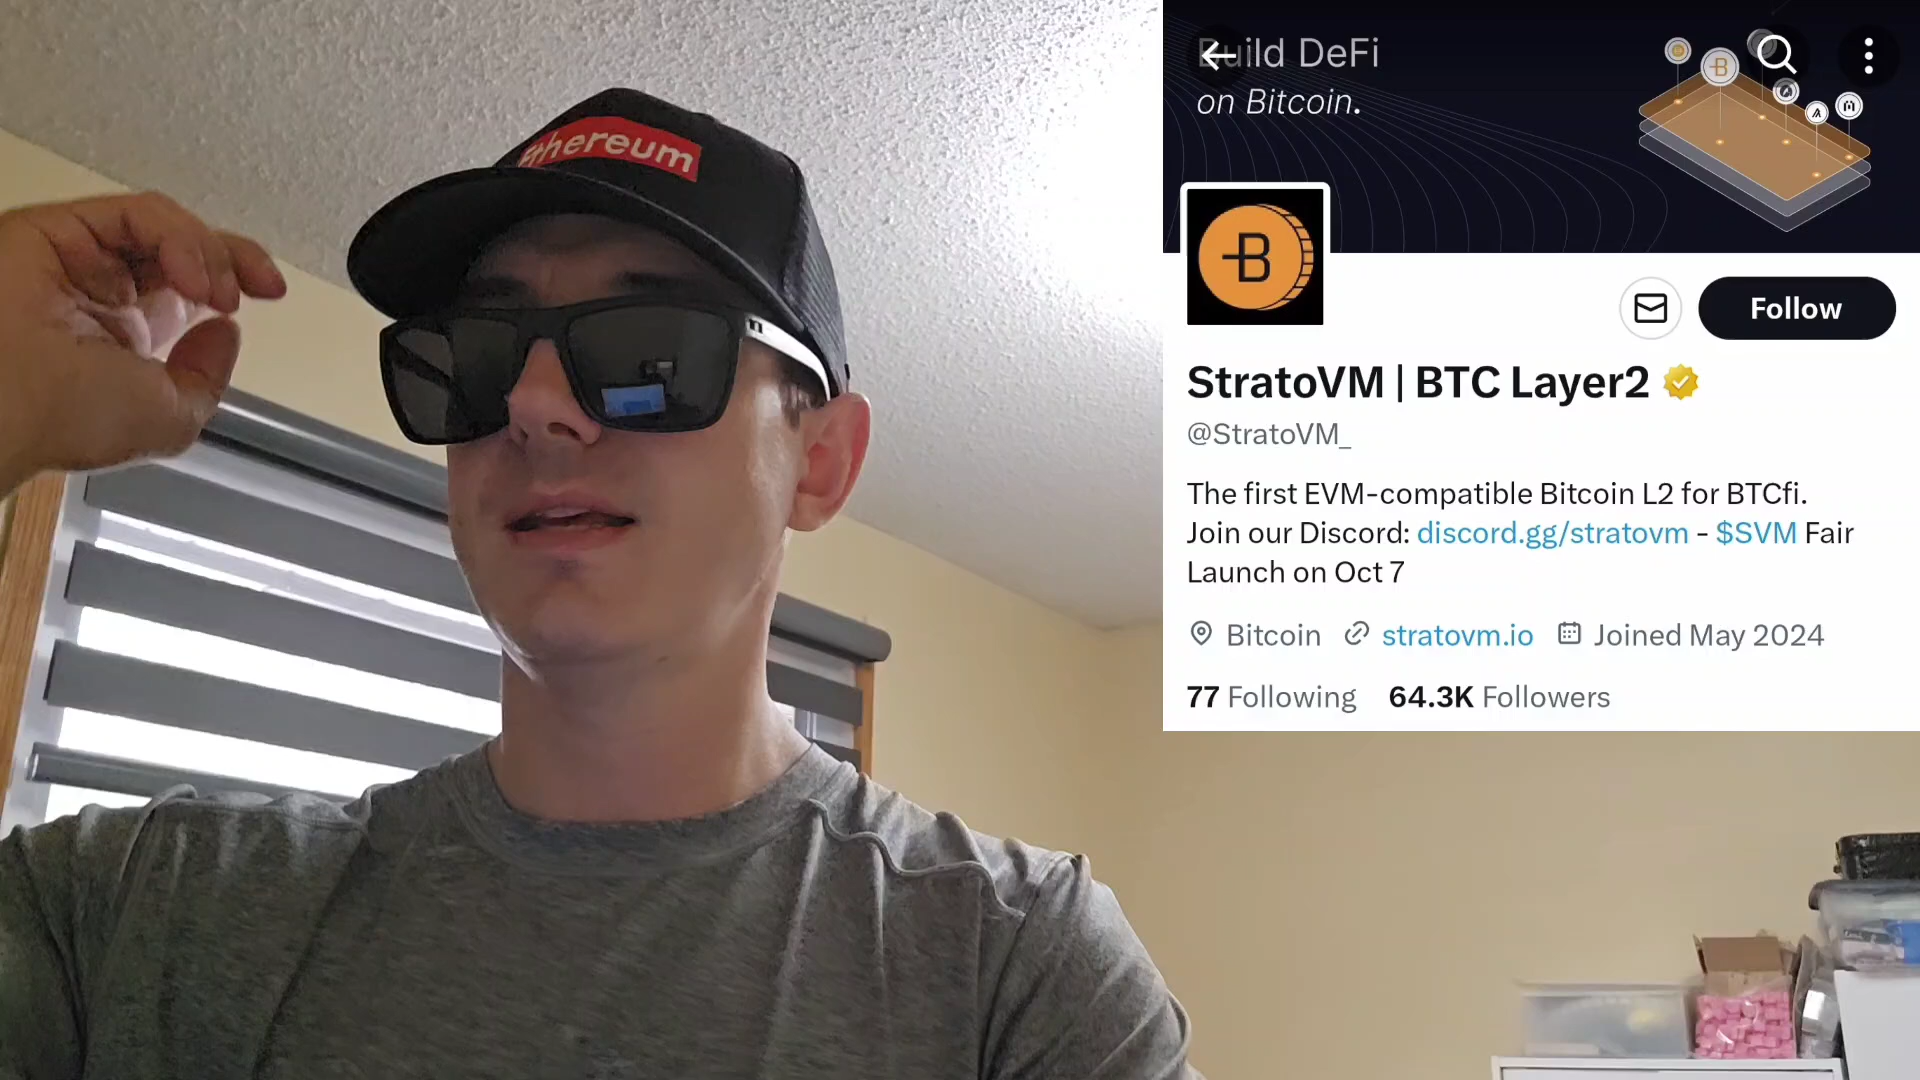 Ethereum
Build DeFi
on Bitcoin.
B
Follow
StratoVM | BTC Layer2
@StratoVM_
The first EVM-compatible Bitcoin L2 for BTCfi.
Join our Discord: discord.gg/stratovm - $SVM Fair
Launch on Oct 7
Bitcoin stratovm.io Joined May 2024
77 Following 64.3K Followers